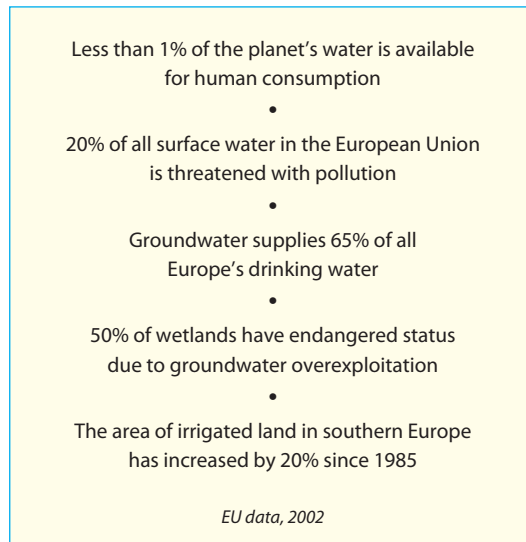 Less than 1% of the planet’s water is available
for human consumption
•
20% of all surface water in the European Union
is threatened with pollution
•
Groundwater supplies 65% of all
Europe’s drinking water
•
50% of wetlands have endangered status
due to groundwater overexploitation
•
The area of irrigated land in southern Europe
has increased by 20% since 1985
EU data, 2002